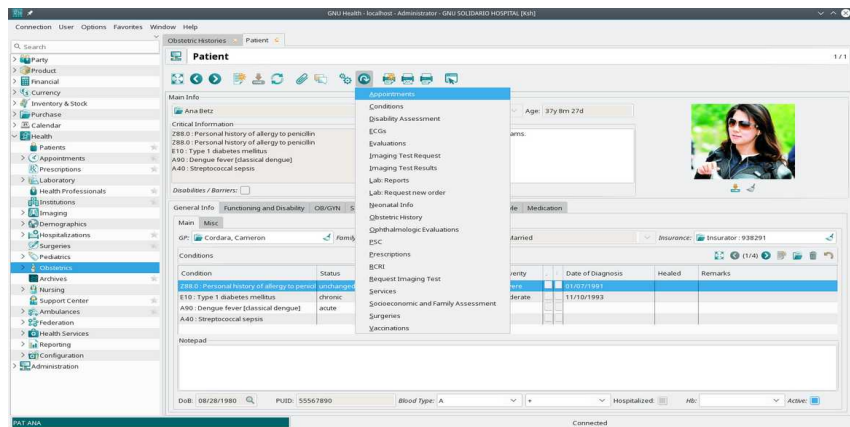 GNU Health - localhost - Administrator - GNU SOLIDARIO HOSPITAL [Ksh]
Connection User Options Favorites Window Help
Search
Party
Product
Financial
Currency
Inventory & Stock
Purchase
Calendar
Health
Patients
Appointments
Prescriptions
Laboratory
Health Professionals
Institutions
Imaging
Demographics
Hospitalizations
Surgeries
Pediatrics
Obstetrics
Archives
Nursing
Support Center
Ambulances
Federation
Health Services
Reporting
Configuration
Administration
Obstetric Histories Patient
Patient 1/1
Main Info
Ana Betz Age: 37y 8m 27d
Critical Information
Z88.0 : Personal history of allergy to penicillin
Z88.0 : Personal history of allergy to penicillin
E10 : Type 1 diabetes mellitus
A90 : Dengue fever [classical dengue]
A40 : Streptococcal sepsis
Disabilities / Barriers:
Appointments
Conditions
Disability Assessment
ECGs
Evaluations
Imaging Test Request
Imaging Test Results
Lab: Reports
Lab: Request new order
Neonatal Info
Obstetric History
Ophthalmologic Evaluations
PSC
Prescriptions
RCRI
Request Imaging Test
Services
Socioeconomic and Family Assessment
Surgeries
Vaccinations
General Info Functioning and Disability OB/GYN Medication
Main Misc
GP: Cordara, Cameron Family Married Insurance: Insurator : 938291
Conditions (1/4)
Condition Status Date of Diagnosis Healed Remarks
Z88.0 : Personal history of allergy to penicil unchanged 01/07/1991
E10 : Type 1 diabetes mellitus chronic 11/10/1993
A90 : Dengue fever [classical dengue] acute
A40 : Streptococcal sepsis
Notepad
DoB: 08/28/1980 PUID: 55567890 Blood Type: A + Hospitalized: Hb: Active:
PAT ANA Connected